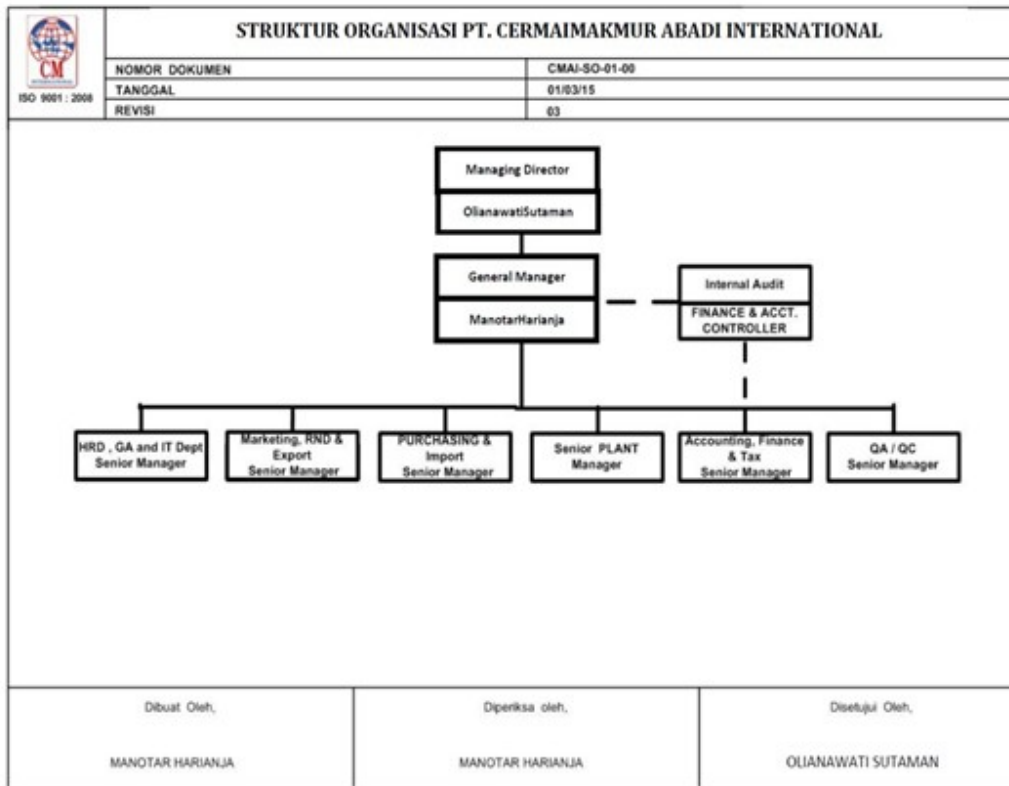 STRUKTUR ORGANISASI PT. CERMAIMAKMUR ABADI INTERNATIONAL
CM
INTERNATIONAL
ISO 9001 : 2008
NOMOR DOKUMEN CMAI-SO-01-00
TANGGAL 01/03/15
REVISI 03
Managing Director
OlianawatiSutaman
General Manager
ManotarHarianja
Internal Audit
FINANCE & ACCT.
CONTROLLER
HRD , GA and IT Dept
Senior Manager
Marketing, RND &
Export
Senior Manager
PURCHASING &
Import
Senior Manager
Senior PLANT
Manager
Accounting, Finance
& Tax
Senior Manager
QA / QC
Senior Manager
Dibuat Oleh,
MANOTAR HARIANJA
Diperiksa oleh,
MANOTAR HARIANJA
Disetujui Oleh,
OLIANAWATI SUTAMAN